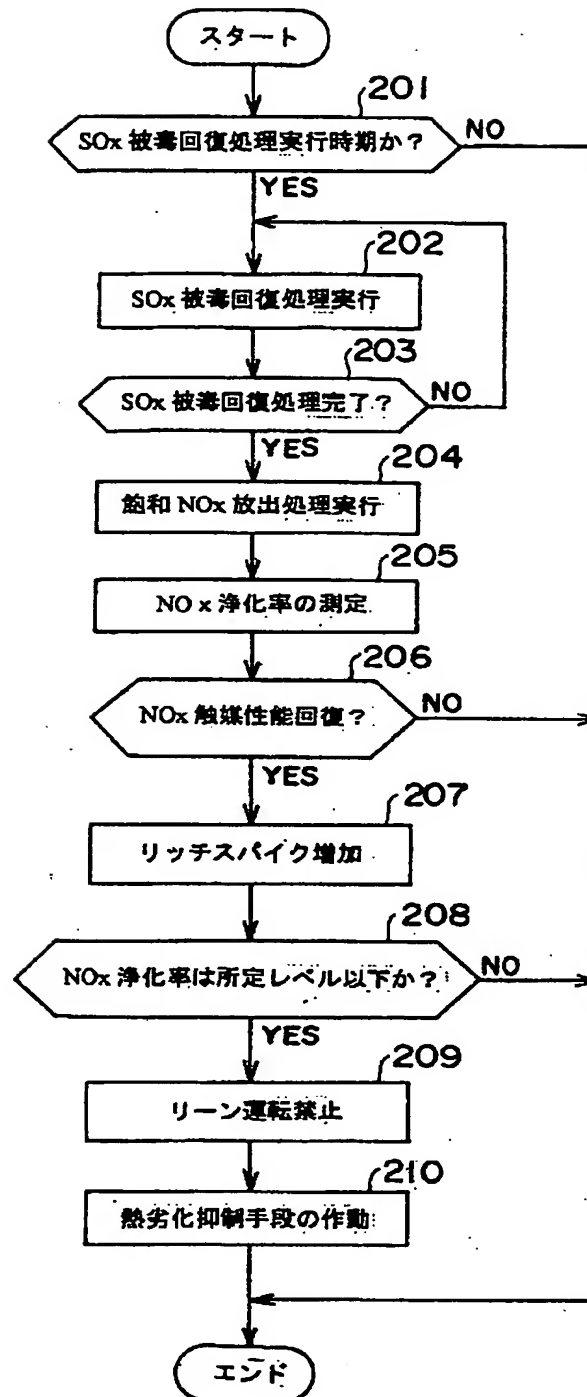 スタート
201
SOx 被毒回復処理実行時期か?
NO
YES
202
SOx 被毒回復処理実行
203
SOx 被毒回復処理完了?
NO
YES
204
飽和 NOx 放出処理実行
205
NOx 浄化率の測定
206
NOx 触媒性能回復?
NO
YES
207
リッチスパイク増加
208
NOx 浄化率は所定レベル以下か?
NO
YES
209
リーン運転禁止
210
熱劣化抑制手段の作動
エンド